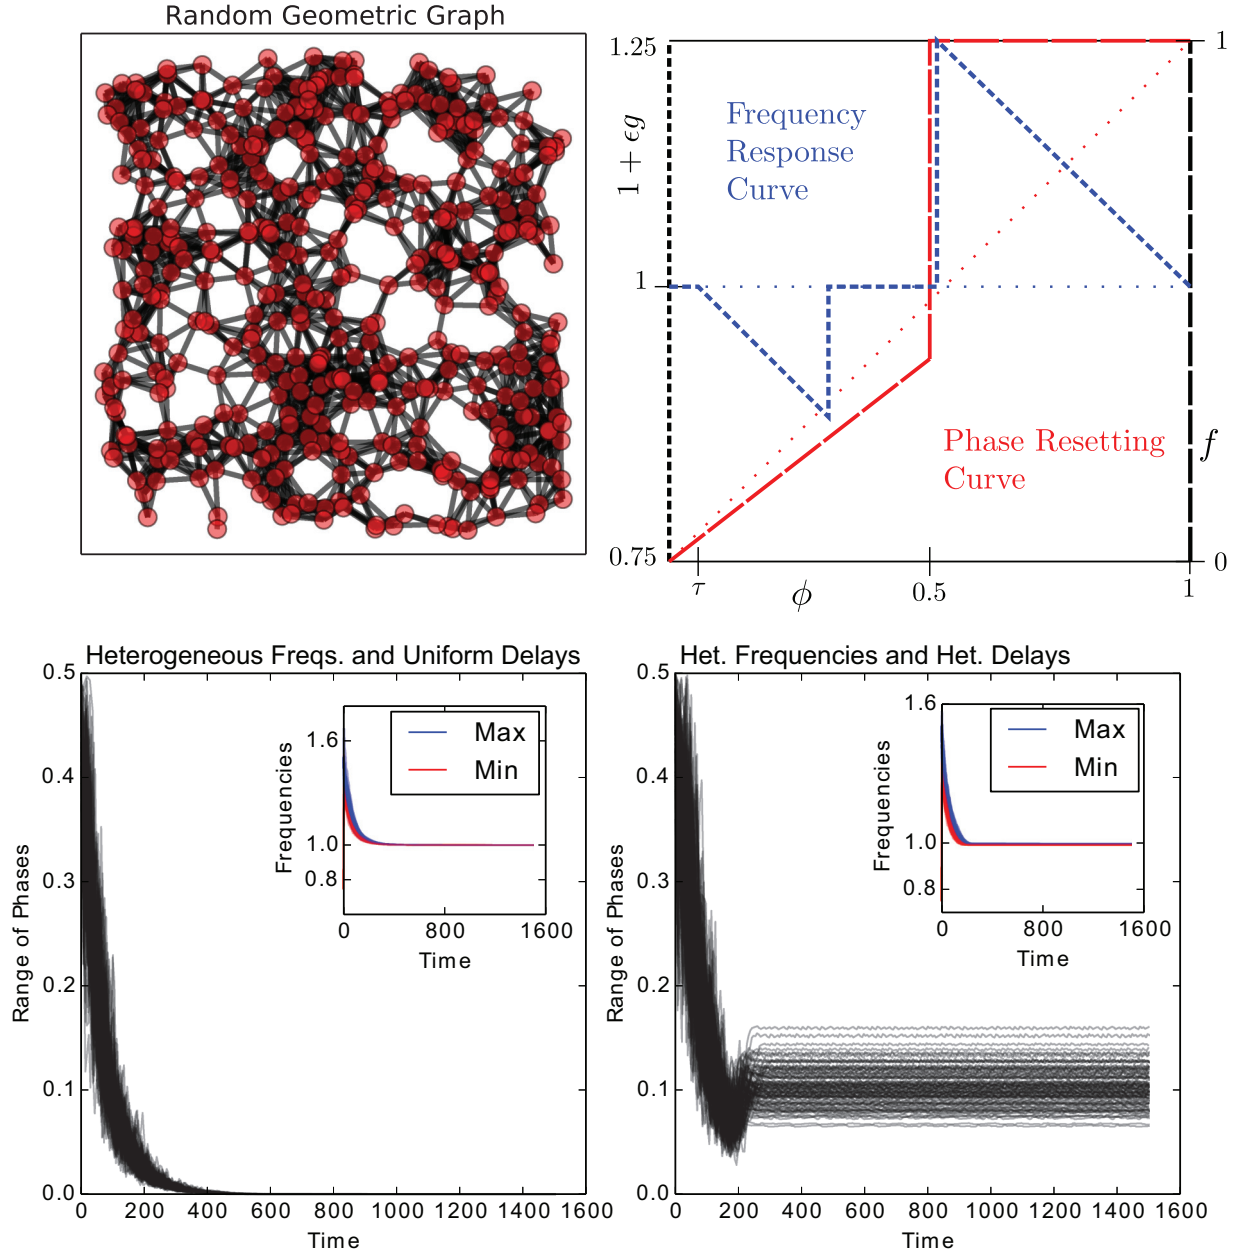 Random Geometric Graph
1.25
1 + ϵg
1
0.75
Frequency
Response
Curve
Phase Resetting
Curve
1
f
0
τ
ϕ
0.5
1
Heterogeneous Freqs. and Uniform Delays
Range of Phases
0.5
0.4
0.3
0.2
0.1
0.0
0 200 400 600 800 1000 1200 1400 1600
Time
Frequencies
1.6
1.0
0.8
Max
Min
0 800 1600
Time
Het. Frequencies and Het. Delays
Range of Phases
0.5
0.4
0.3
0.2
0.1
0.0
0 200 400 600 800 1000 1200 1400 1600
Time
Frequencies
1.6
1.0
0.8
Max
Min
0 800 1600
Time